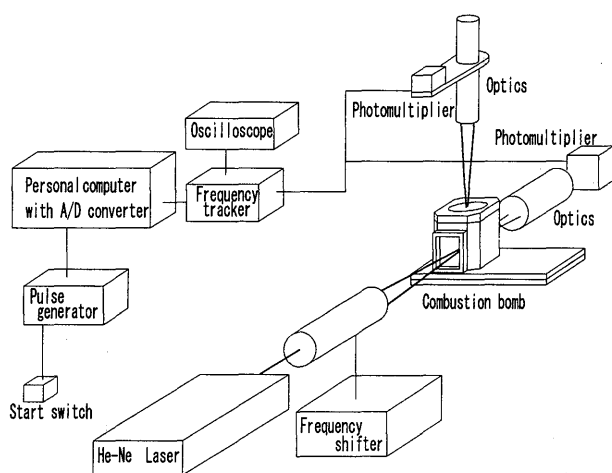 Optics
Photomultiplier
Photomultiplier
Oscilloscope
Personal computer
with A/D converter
Frequency
tracker
Optics
Combustion bomb
Pulse
generator
Start switch
He-Ne Laser
Frequency
shifter